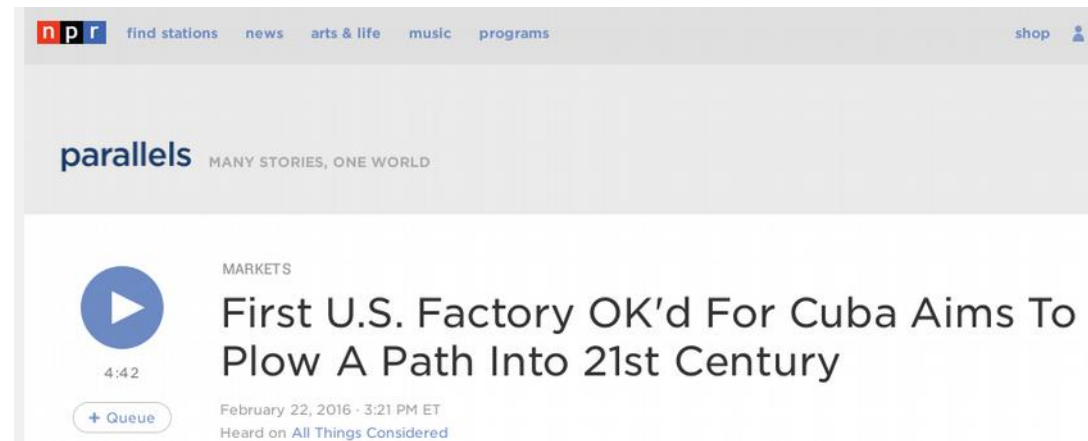 npr find stations news arts & life music programs shop
parallels MANY STORIES, ONE WORLD
MARKETS
First U.S. Factory OK'd For Cuba Aims To
Plow A Path Into 21st Century
4:42
+ Queue
February 22, 2016 · 3:21 PM ET
Heard on All Things Considered